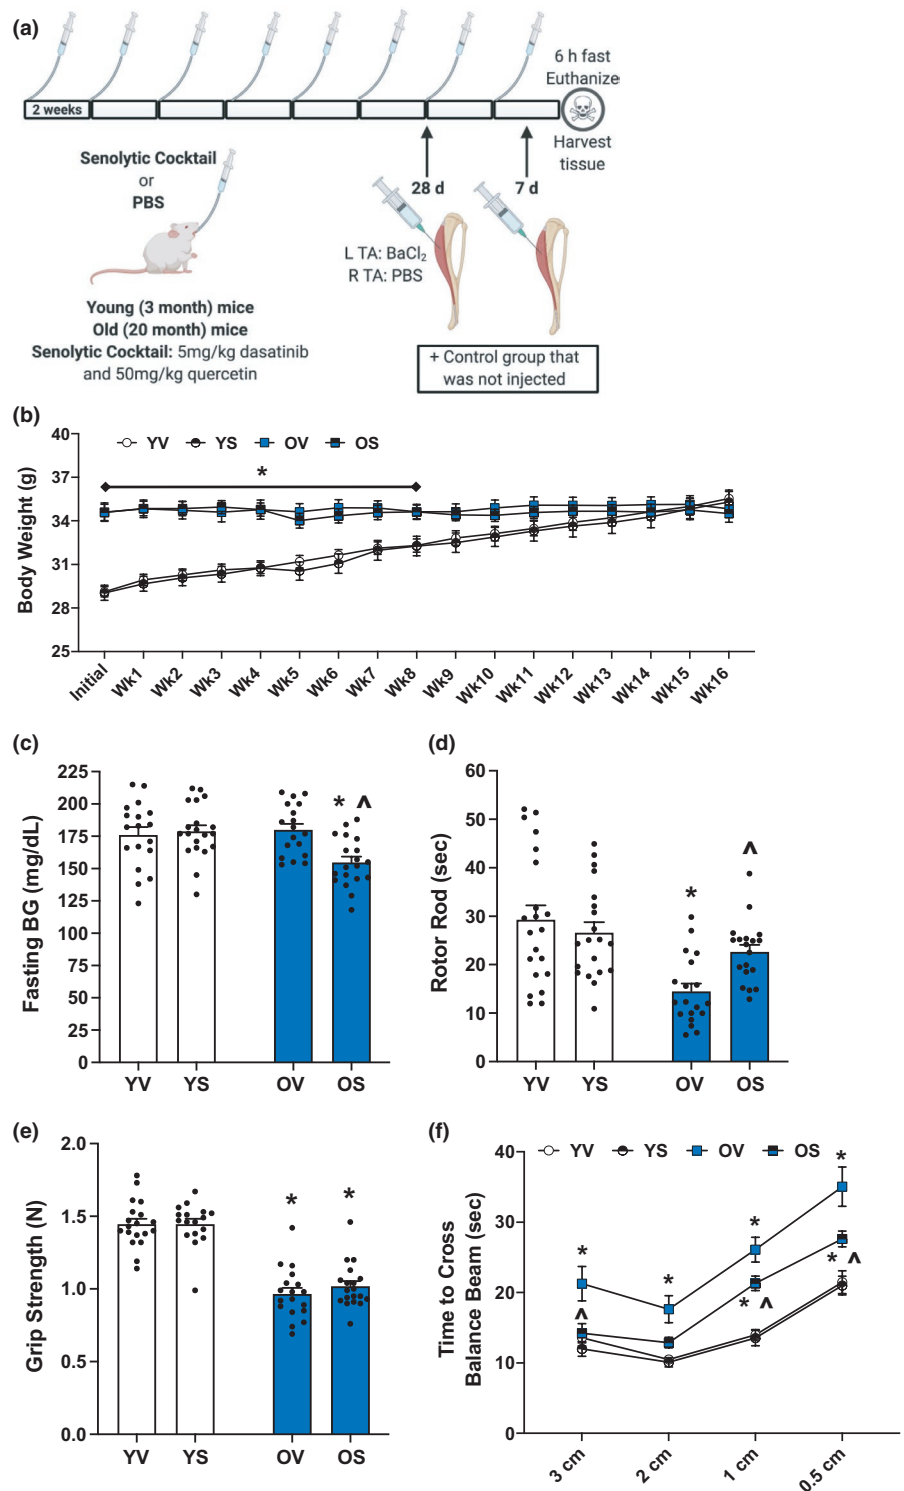 (a)
6 h fast
Euthanize
2 weeks
Harvest
tissue
Senolytic Cocktail
or
PBS
28 d
7 d
L TA: BaCl₂
R TA: PBS
Young (3 month) mice
Old (20 month) mice
Senolytic Cocktail: 5mg/kg dasatinib
and 50mg/kg quercetin
+ Control group that
was not injected
(b)
Body Weight (g)
40
37
34
31
28
25
YV YS OV OS
*
Initial Wk1 Wk2 Wk3 Wk4 Wk5 Wk6 Wk7 Wk8 Wk9 Wk10 Wk11 Wk12 Wk13 Wk14 Wk15 Wk16
(c)
Fasting BG (mg/dL)
225
200
175
150
125
100
75
50
25
0
* ^
YV YS OV OS
(d)
Rotor Rod (sec)
60
50
40
30
20
10
0
* ^
YV YS OV OS
(e)
Grip Strength (N)
2.0
1.5
1.0
0.5
0.0
* *
YV YS OV OS
(f)
Time to Cross
Balance Beam (sec)
40
30
20
10
0
YV YS OV OS
* * * *
^ * ^ * ^
3 cm 2 cm 1 cm 0.5 cm